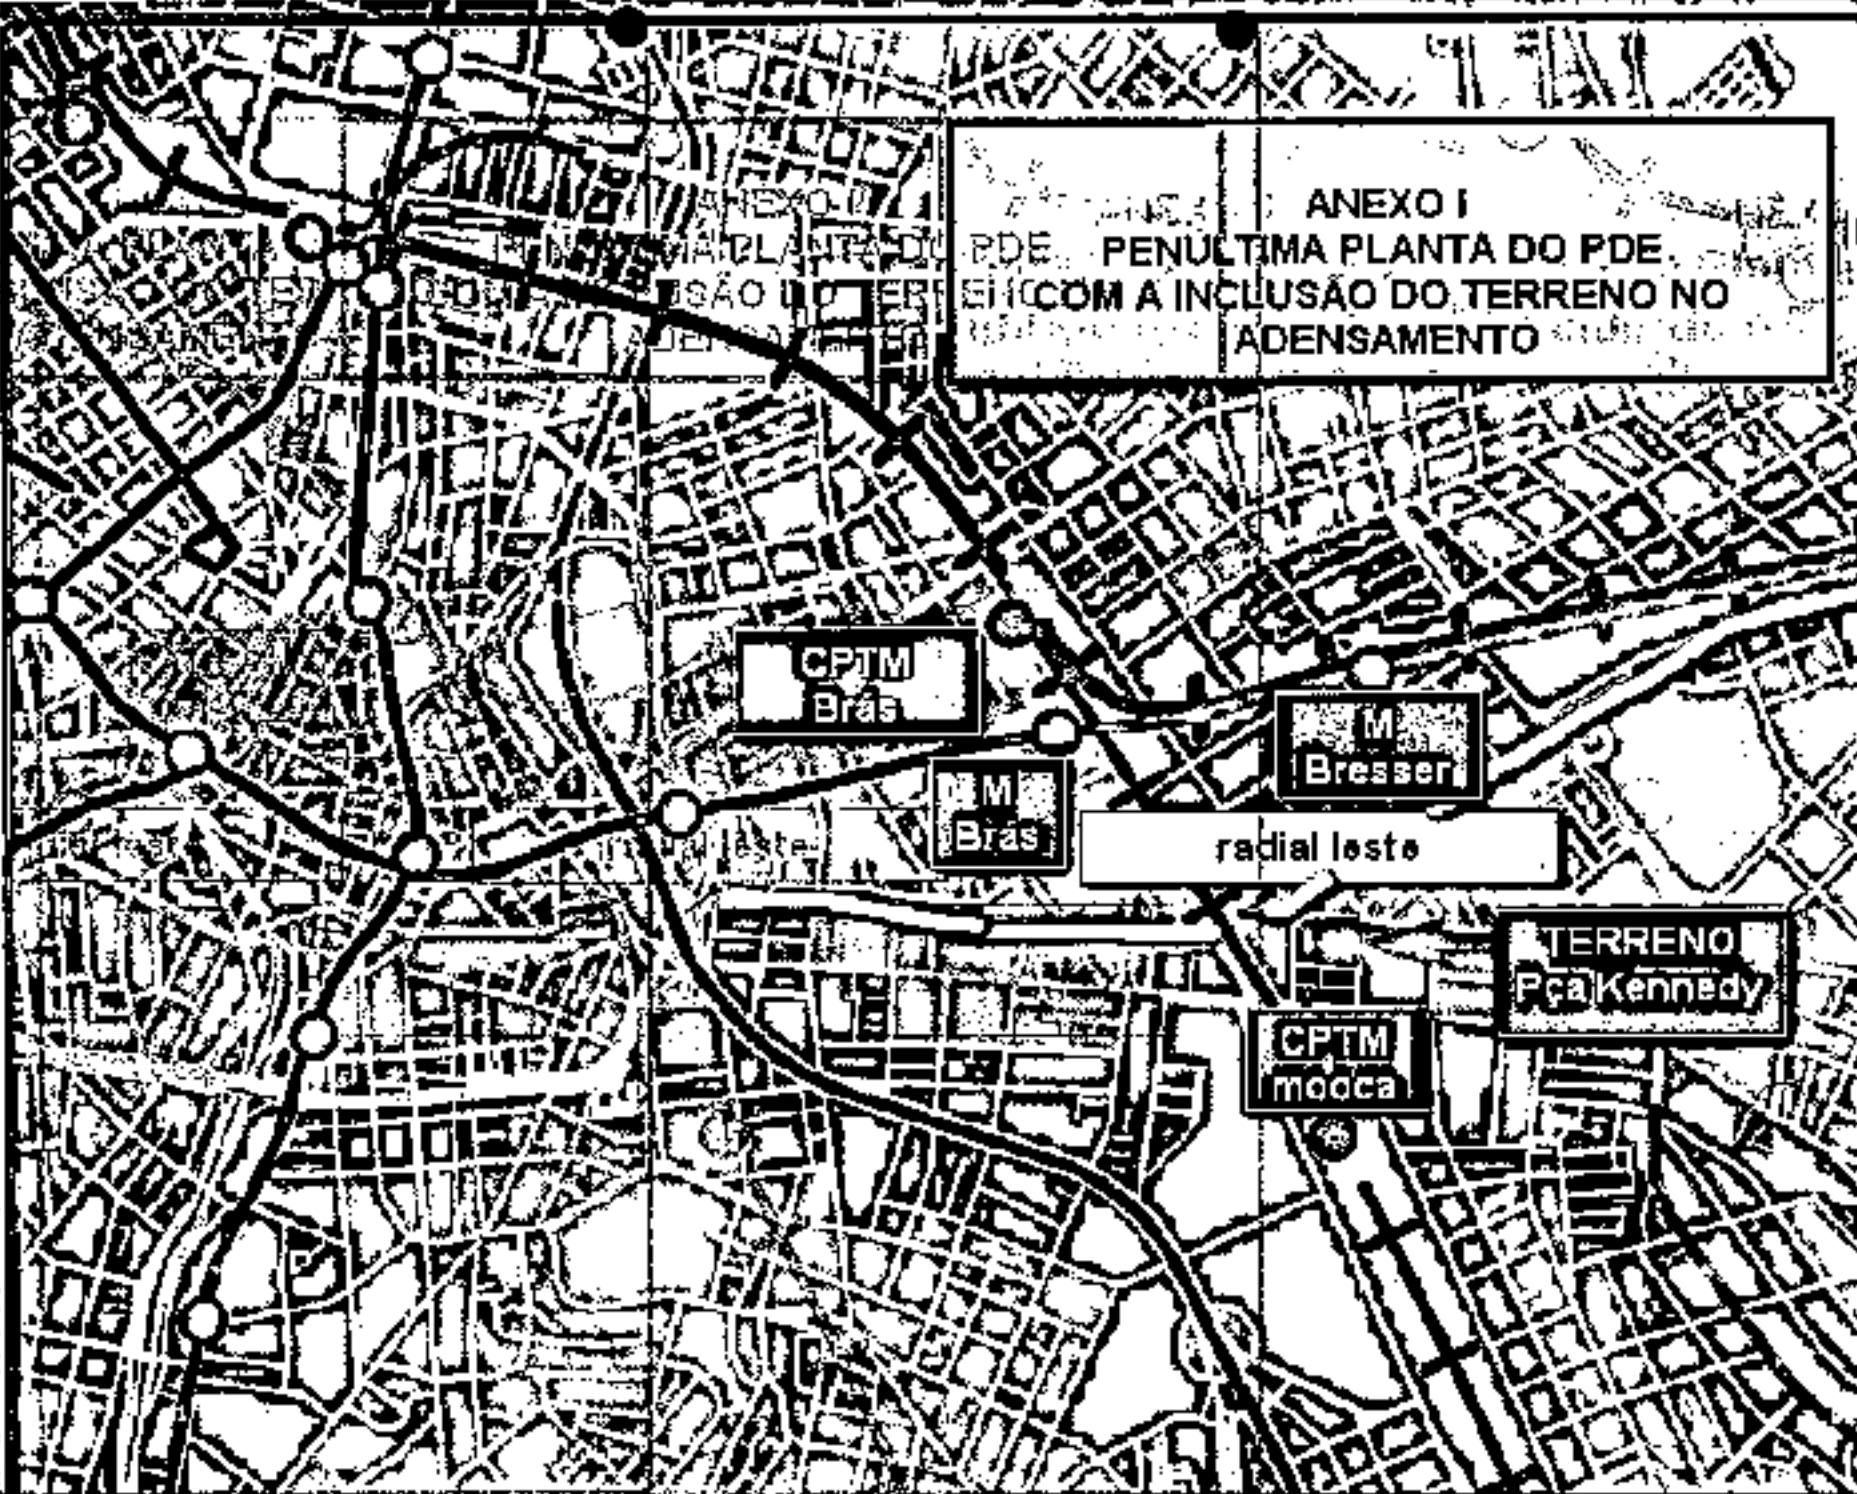 ANEXO I
PENULTIMA PLANTA DO PDE
COM A INCLUSÃO DO TERRENO NO
ADENSAMENTO
CPTM
Brás
M
Bresser
M
Brás
radial leste
TERRENO
Pça Kennedy
CPTM
mooca